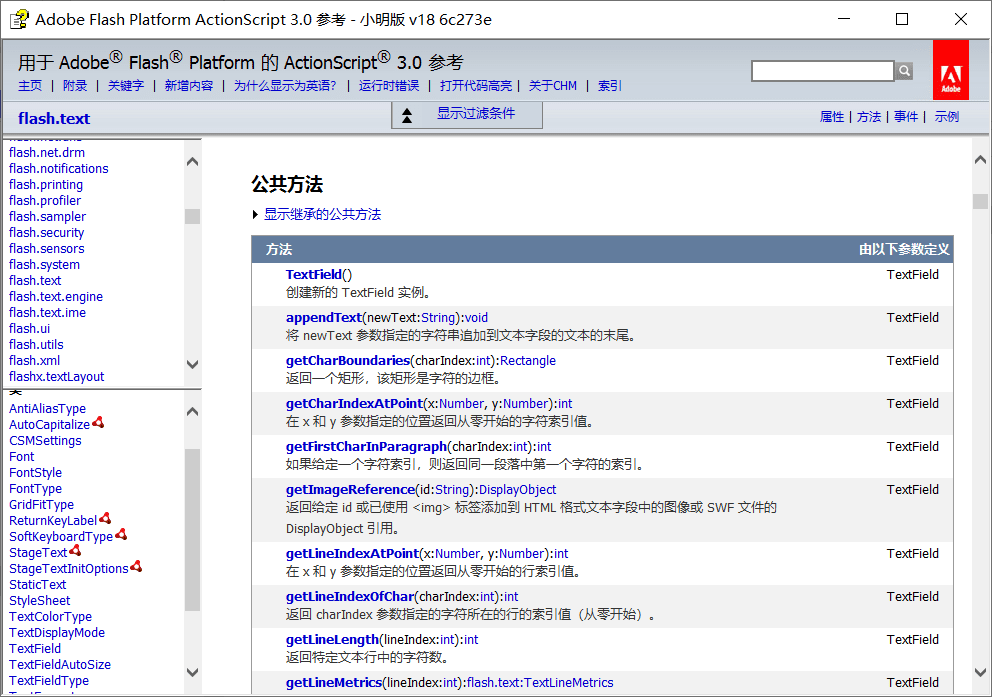 Adobe Flash Platform ActionScript 3.0 参考 - 小明版 v18 6c273e
用于 Adobe® Flash® Platform 的 ActionScript® 3.0 参考
主页 | 附录 | 关键字 | 新增内容 | 为什么显示为英语? | 运行时错误 | 打开代码高亮 | 关于CHM | 索引
Adobe
flash.text
显示过滤条件
属性 | 方法 | 事件 | 示例
flash.net.drm
flash.notifications
flash.printing
flash.profiler
flash.sampler
flash.security
flash.sensors
flash.system
flash.text
flash.text.engine
flash.text.ime
flash.ui
flash.utils
flash.xml
flashx.textLayout
AntiAliasType
AutoCapitalize
CSMSettings
Font
FontStyle
FontType
GridFitType
ReturnKeyLabel
SoftKeyboardType
StageText
StageTextInitOptions
StaticText
StyleSheet
TextColorType
TextDisplayMode
TextField
TextFieldAutoSize
TextFieldType
公共方法
显示继承的公共方法
方法 由以下参数定义
TextField() TextField
创建新的 TextField 实例。
appendText(newText:String):void TextField
将 newText 参数指定的字符串追加到文本字段的文本的末尾。
getCharBoundaries(charIndex:int):Rectangle TextField
返回一个矩形，该矩形是字符的边框。
getCharIndexAtPoint(x:Number, y:Number):int TextField
在 x 和 y 参数指定的位置返回从零开始的字符索引值。
getFirstCharInParagraph(charIndex:int):int TextField
如果给定一个字符索引，则返回同一段落中第一个字符的索引。
getImageReference(id:String):DisplayObject TextField
返回给定 id 或已使用 <img> 标签添加到 HTML 格式文本字段中的图像或 SWF 文件的
DisplayObject 引用。
getLineIndexAtPoint(x:Number, y:Number):int TextField
在 x 和 y 参数指定的位置返回从零开始的行索引值。
getLineIndexOfChar(charIndex:int):int TextField
返回 charIndex 参数指定的字符所在的行的索引值（从零开始）。
getLineLength(lineIndex:int):int TextField
返回特定文本行中的字符数。
getLineMetrics(lineIndex:int):flash.text:TextLineMetrics TextField